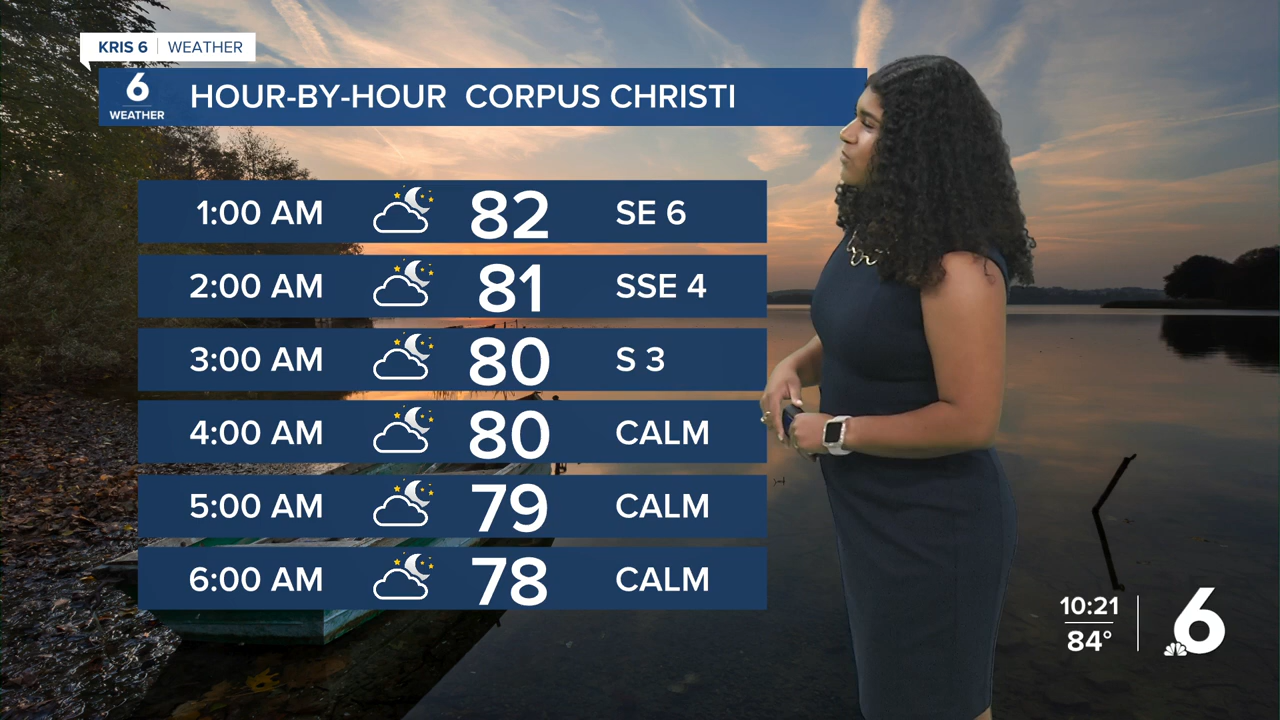 KRIS 6 | WEATHER
6
WEATHER
HOUR-BY-HOUR CORPUS CHRISTI
1:00 AM 82 SE 6
2:00 AM 81 SSE 4
3:00 AM 80 S 3
4:00 AM 80 CALM
5:00 AM 79 CALM
6:00 AM 78 CALM
10:21
84°
6